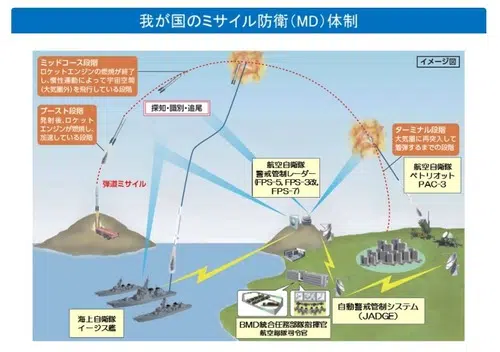 我が国のミサイル防衛(MD)体制
イメージ図
ミッドコース段階
ロケットエンジンの燃焼が終了
し、慣性運動によって宇宙空間
(大気圏外)を飛行している段階
ブースト段階
発射後、ロケット
エンジンが燃焼し、
加速している段階
探知・識別・追尾
弾道ミサイル
航空自衛隊
警戒管制レーダー
(FPS-5、FPS-3改、
FPS-7)
ターミナル段階
大気圏に再突入して
着弾するまでの段階
航空自衛隊
ペトリオット
PAC-3
海上自衛隊
イージス艦
BMD統合任務部隊指揮官
航空総隊司令官
自動警戒管制システム
(JADGE)